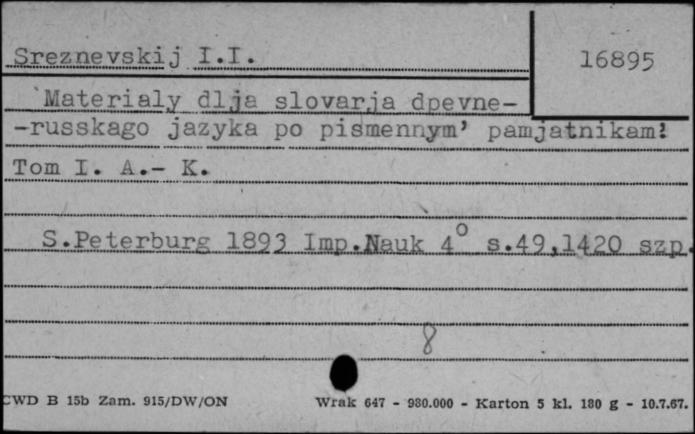 Sreznevskij I.I.
16895
Materialy dlja slovarja dpevne-
-russkago jazyka po pismennym' pamjatnikam!
Tom I. A.- K.
S.Peterburg 1893 Imp.Nauk 4° s.49,1420 szp.
8
CWD B 15b Zam. 915/DW/ON
Wrak 647 - 980.000 - Karton 5 kl. 180 g - 10.7.67.